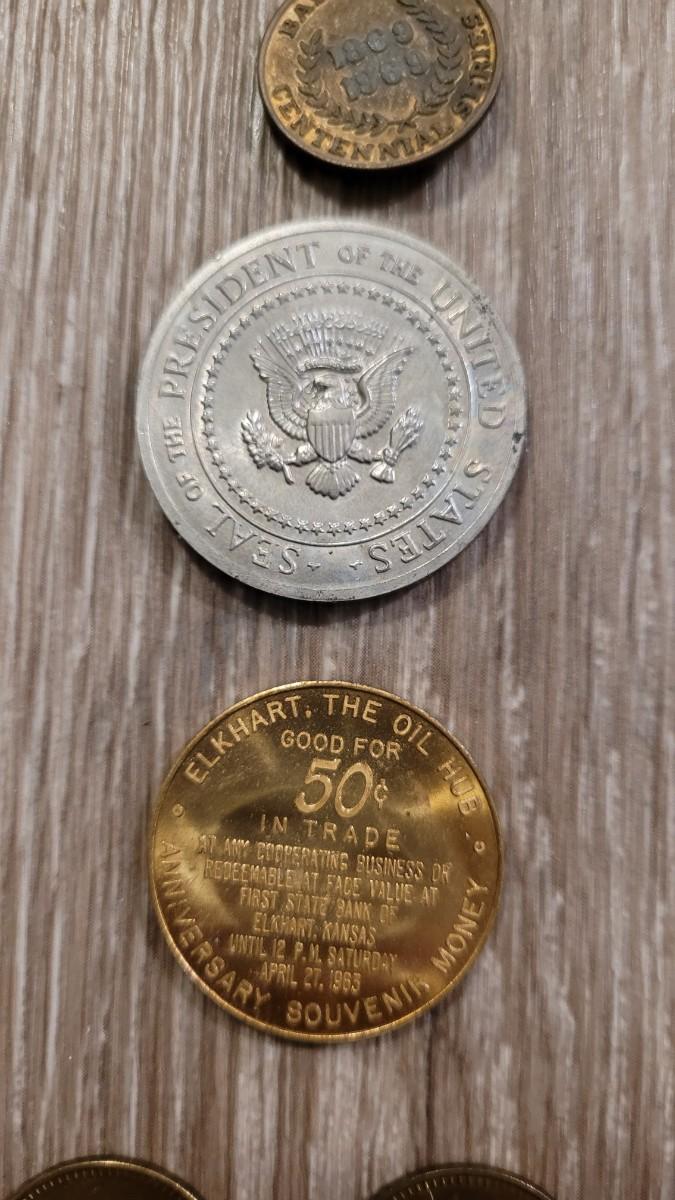 1869
1969
CENTENNIAL SERIES
SEAL OF THE PRESIDENT OF THE UNITED STATES
ELKHART, THE OIL HUB
GOOD FOR
50¢
IN TRADE
AT ANY COOPERATING BUSINESS OR
REDEEMABLE AT FACE VALUE AT
FIRST STATE BANK OF
ELKHART, KANSAS
UNTIL 12 P.M. SATURDAY
APRIL 27, 1963
ANNIVERSARY SOUVENIR MONEY